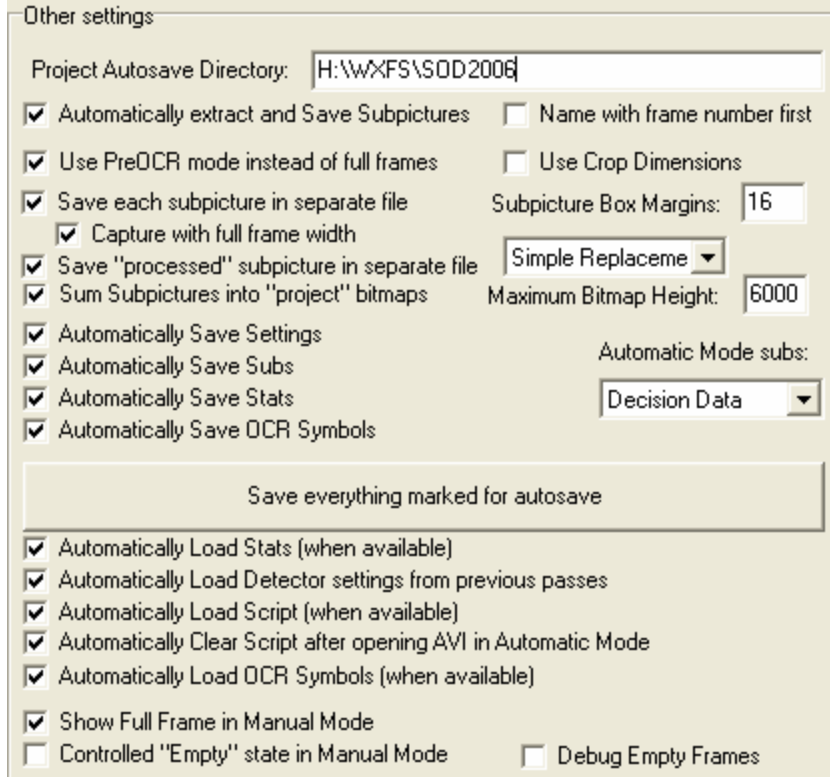 Other settings
Project Autosave Directory: H:\WXFS\SOD2006
Automatically extract and Save Subpictures Name with frame number first
Use PreOCR mode instead of full frames Use Crop Dimensions
Save each subpicture in separate file Subpicture Box Margins: 16
Capture with full frame width
Save "processed" subpicture in separate file Simple Replaceme
Sum Subpictures into "project" bitmaps Maximum Bitmap Height: 6000
Automatically Save Settings
Automatic Mode subs:
Automatically Save Subs
Automatically Save Stats Decision Data
Automatically Save OCR Symbols
Save everything marked for autosave
Automatically Load Stats (when available)
Automatically Load Detector settings from previous passes
Automatically Load Script (when available)
Automatically Clear Script after opening AVI in Automatic Mode
Automatically Load OCR Symbols (when available)
Show Full Frame in Manual Mode
Controlled "Empty" state in Manual Mode Debug Empty Frames